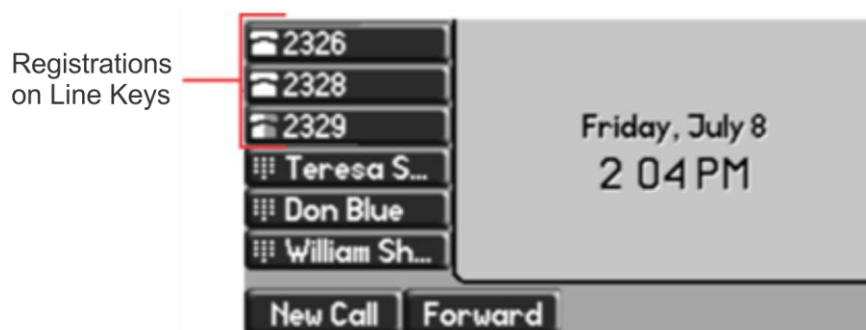 Registrations
on Line Keys
2326
2328
2329
Teresa S...
Don Blue
William Sh...
Friday, July 8
2 04 PM
New Call
Forward